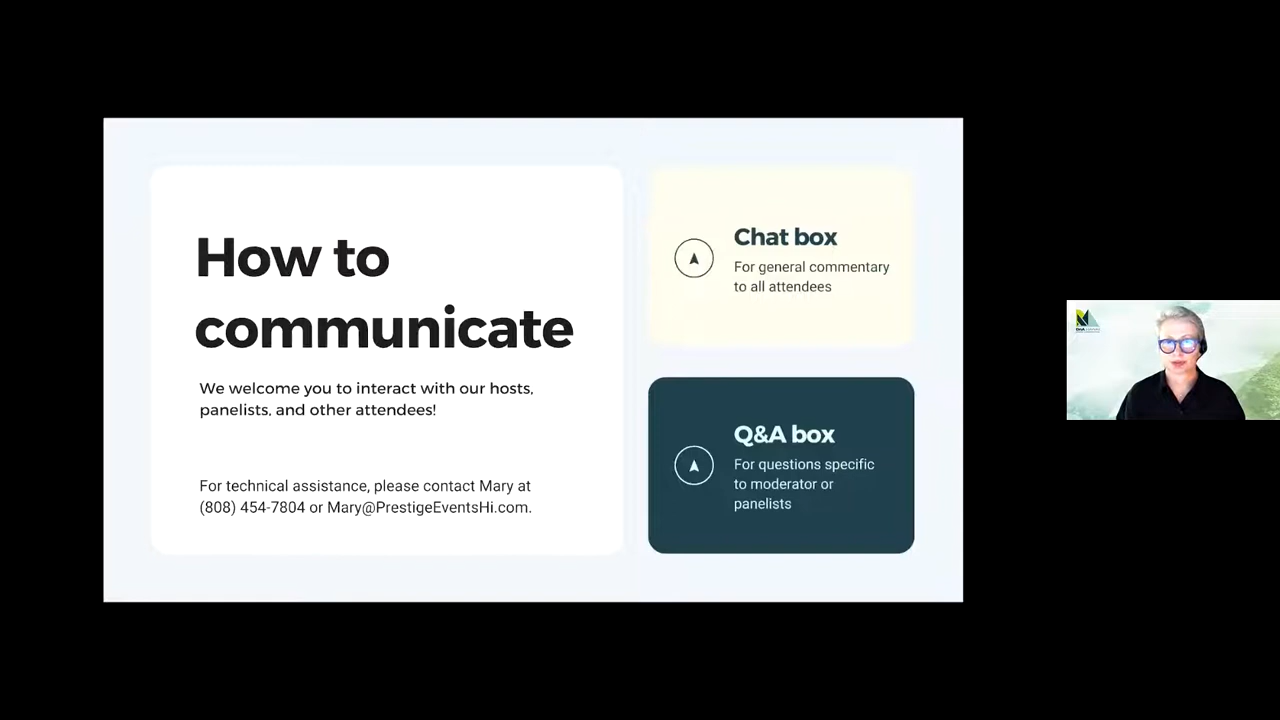 How to
communicate
We welcome you to interact with our hosts,
panelists, and other attendees!
For technical assistance, please contact Mary at
(808) 454-7804 or Mary@PrestigeEventsHi.com.
Chat box
For general commentary
to all attendees
Q&A box
For questions specific
to moderator or
panelists